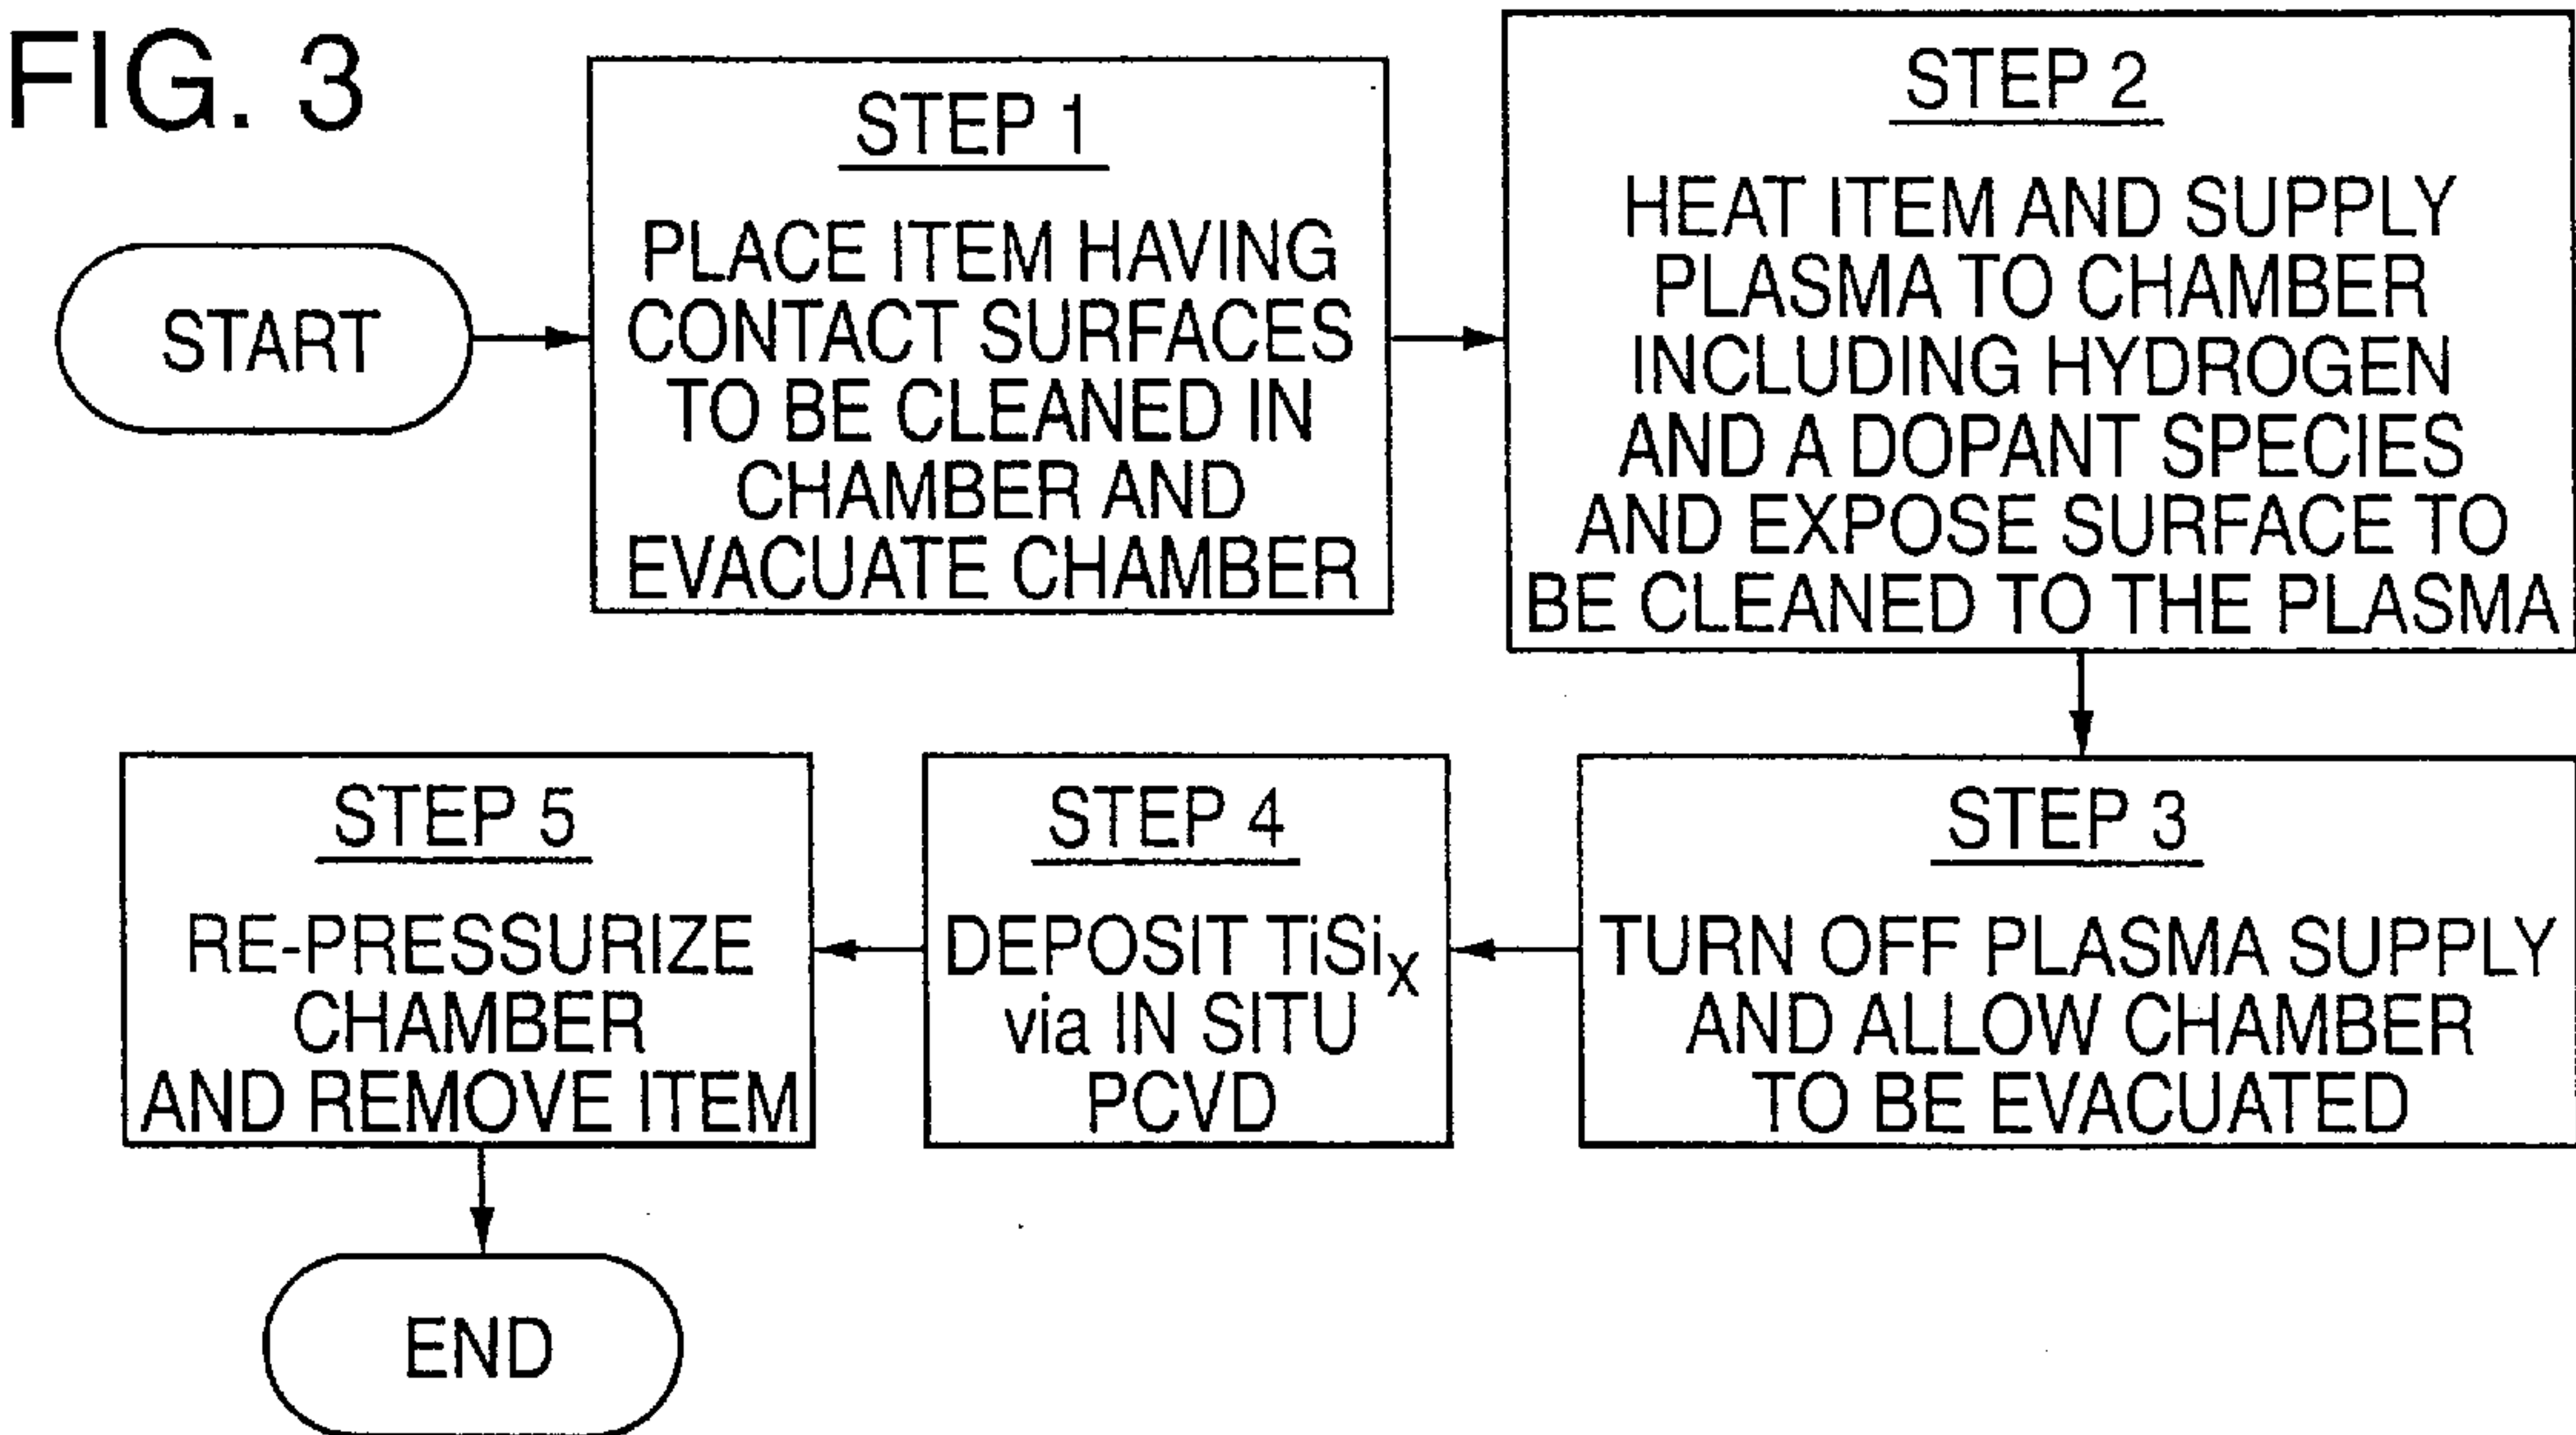 FIG. 3
START
STEP 1
PLACE ITEM HAVING
CONTACT SURFACES
TO BE CLEANED IN
CHAMBER AND
EVACUATE CHAMBER
STEP 2
HEAT ITEM AND SUPPLY
PLASMA TO CHAMBER
INCLUDING HYDROGEN
AND A DOPANT SPECIES
AND EXPOSE SURFACE TO
BE CLEANED TO THE PLASMA
STEP 3
TURN OFF PLASMA SUPPLY
AND ALLOW CHAMBER
TO BE EVACUATED
STEP 4
DEPOSIT TiSiX
via IN SITU
PCVD
STEP 5
RE-PRESSURIZE
CHAMBER
AND REMOVE ITEM
END